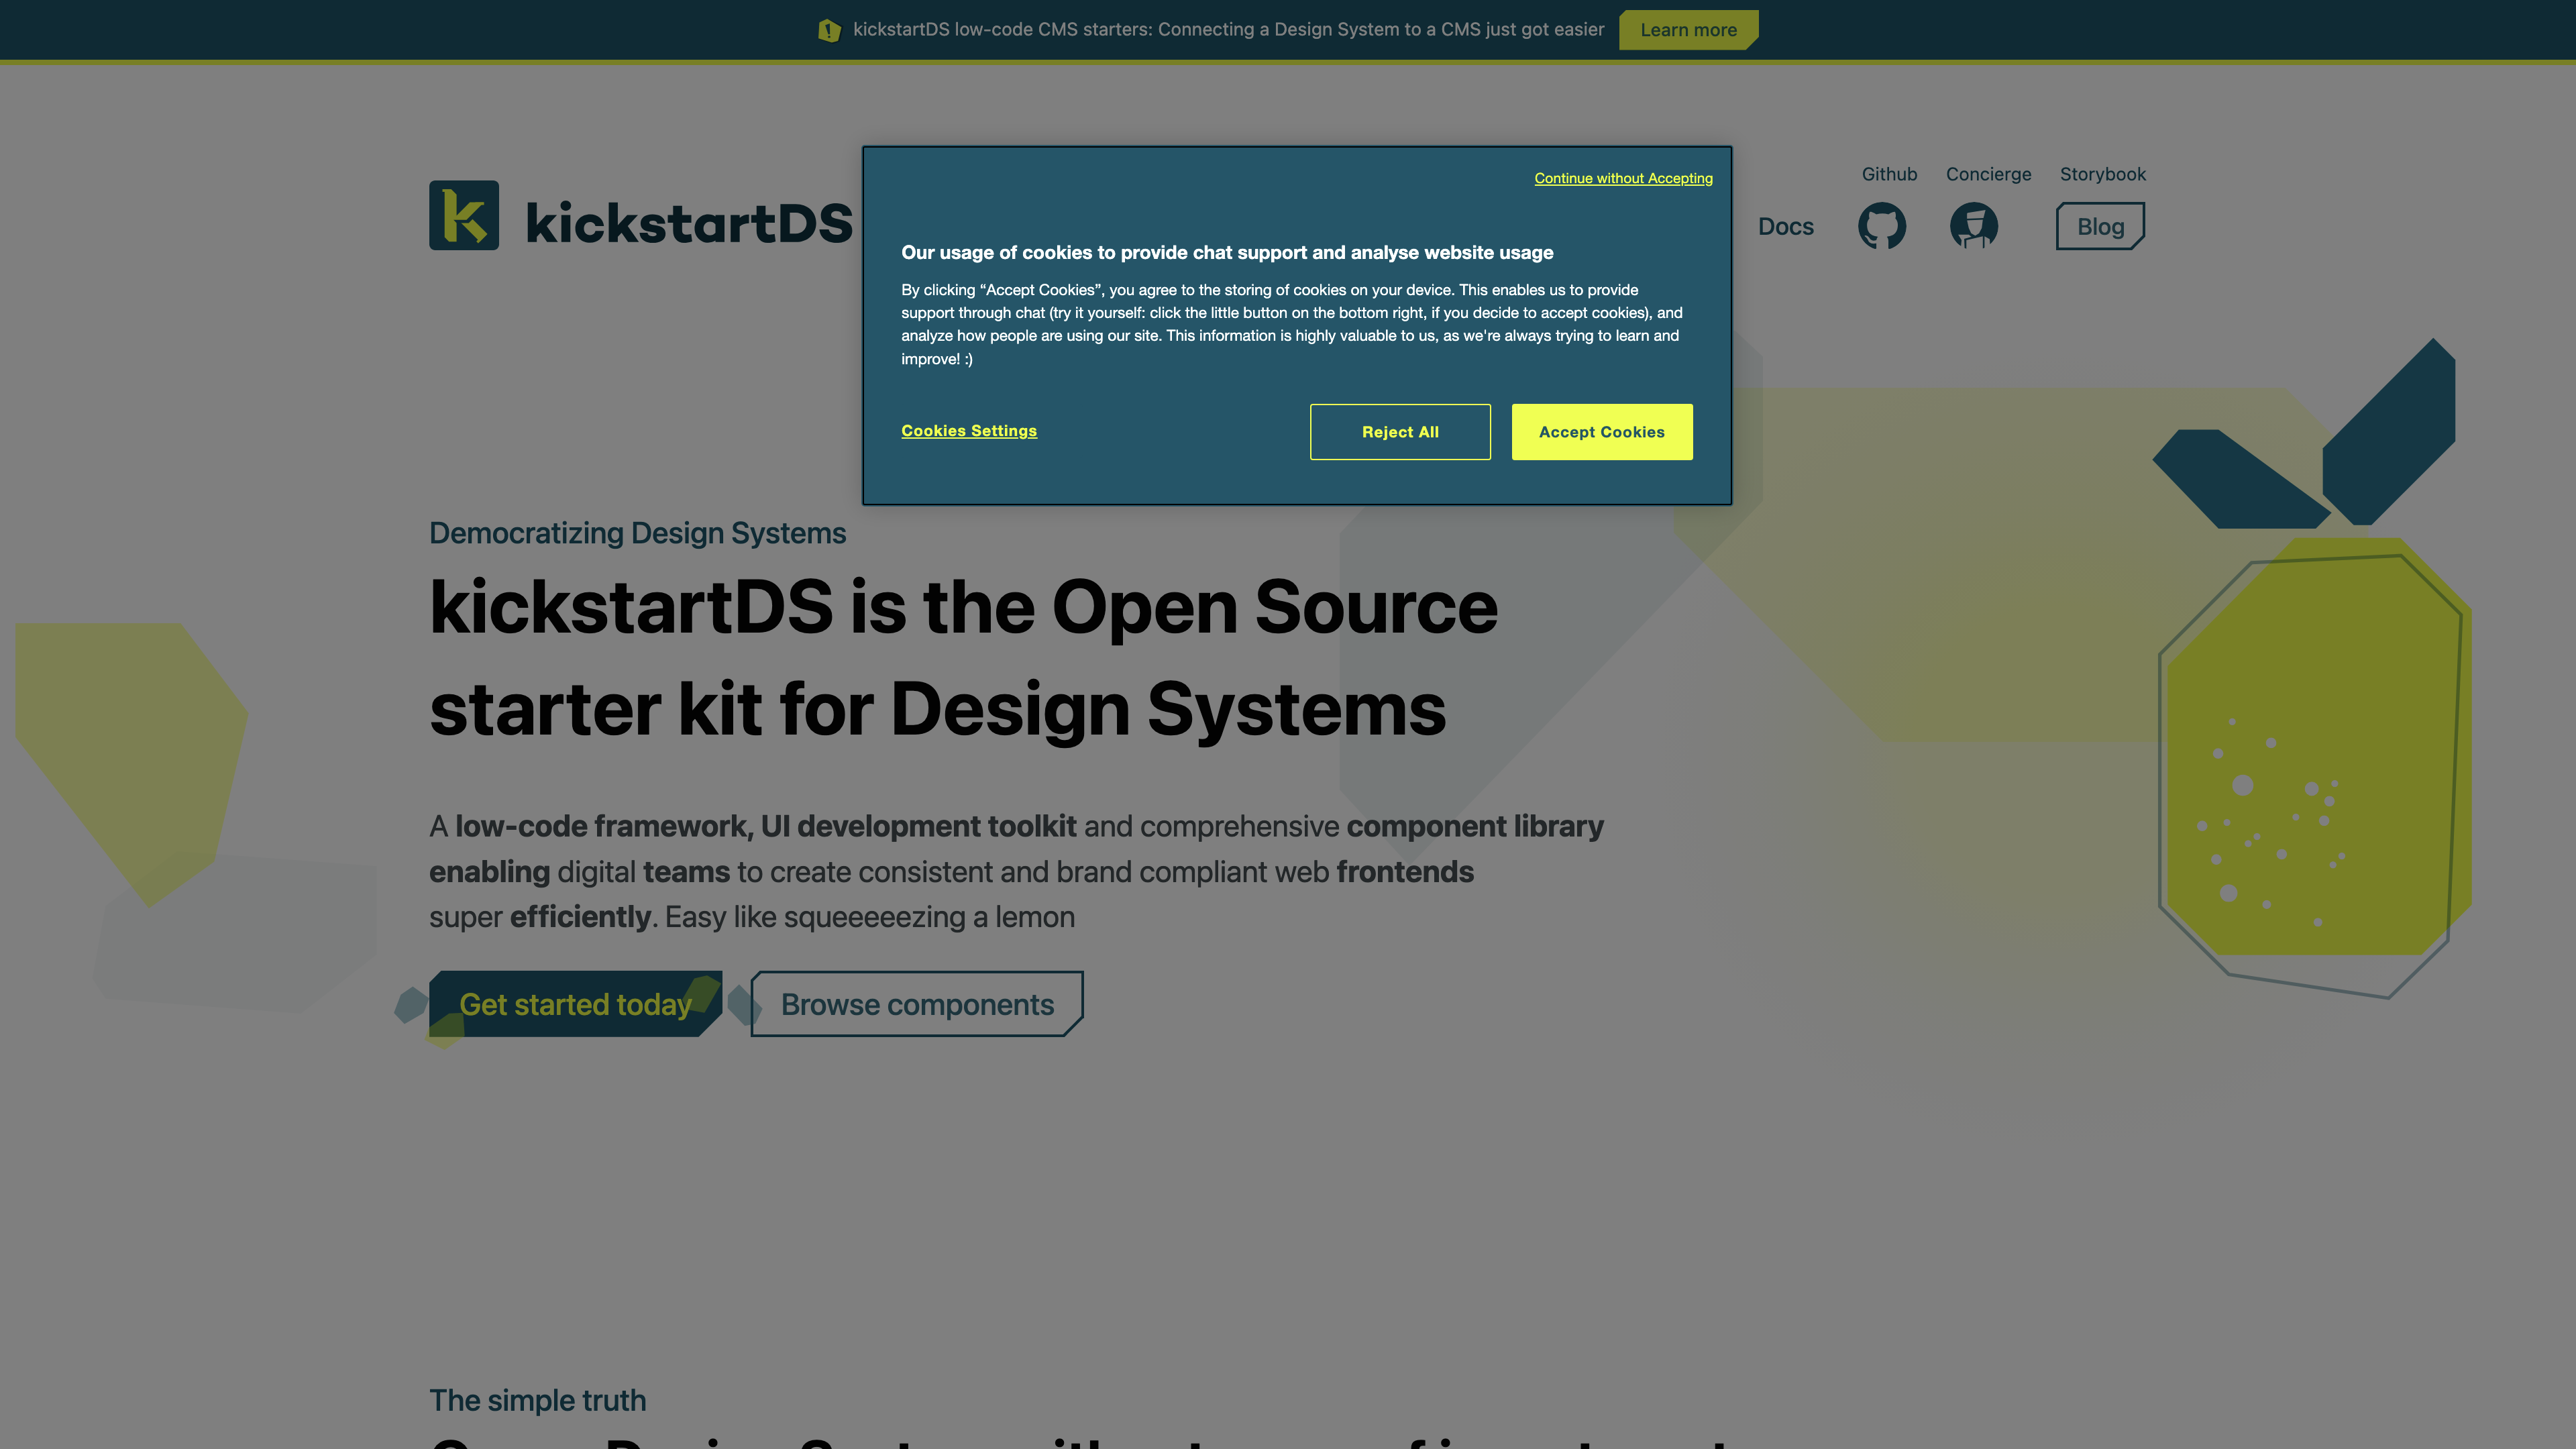 kickstartDS low-code CMS starters: Connecting a Design System to a CMS just got easier
Learn more
Github
Concierge
Storybook
kickstartDS
Docs
Blog
Continue without Accepting
Our usage of cookies to provide chat support and analyse website usage
By clicking “Accept Cookies”, you agree to the storing of cookies on your device. This enables us to provide
support through chat (try it yourself: click the little button on the bottom right, if you decide to accept cookies), and
analyze how people are using our site. This information is highly valuable to us, as we're always trying to learn and
improve! :)
Cookies Settings
Reject All
Accept Cookies
Democratizing Design Systems
kickstartDS is the Open Source
starter kit for Design Systems
A low-code framework, UI development toolkit and comprehensive component library
enabling digital teams to create consistent and brand compliant web frontends
super efficiently. Easy like squeeeeezing a lemon
Get started today
Browse components
The simple truth